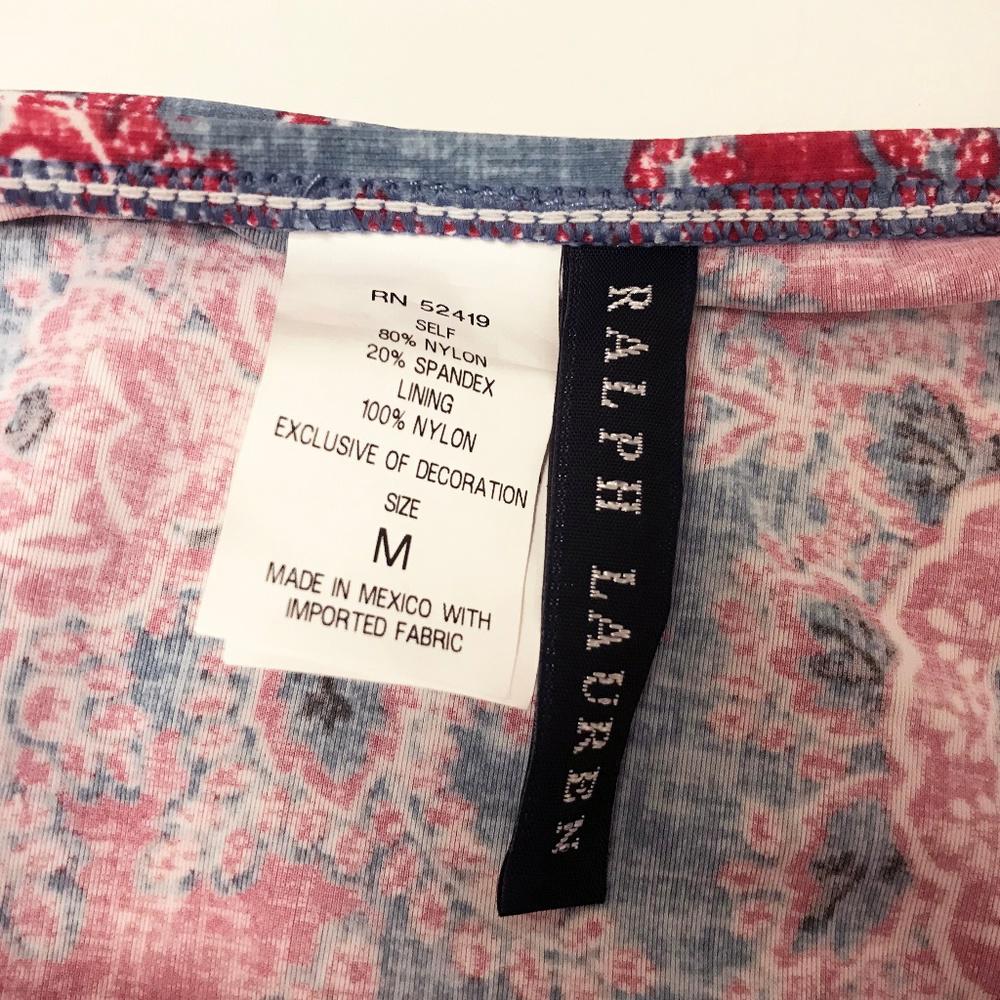 RN 52419
SELF
80% NYLON
20% SPANDEX
LINING
100% NYLON
EXCLUSIVE OF DECORATION
SIZE
M
MADE IN MEXICO WITH
IMPORTED FABRIC
RALPH LAUREN